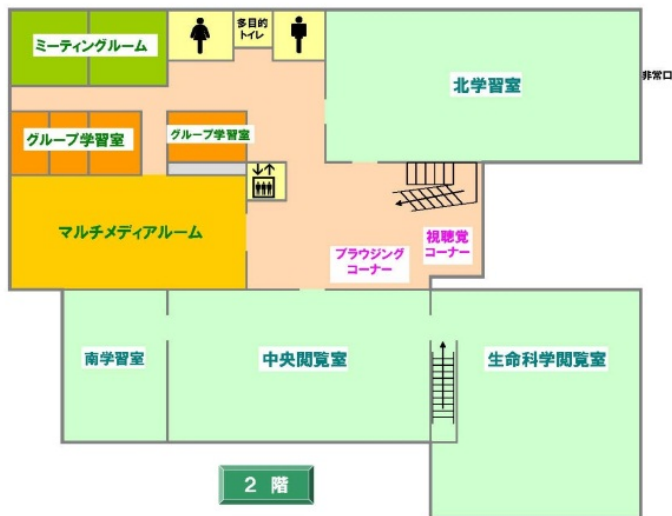 ミーティングルーム
多目的
トイレ
北学習室
非常口
グループ学習室
グループ学習室
マルチメディアルーム
ブラウジング
コーナー
視聴覚
コーナー
南学習室
中央閲覧室
生命科学閲覧室
2 階